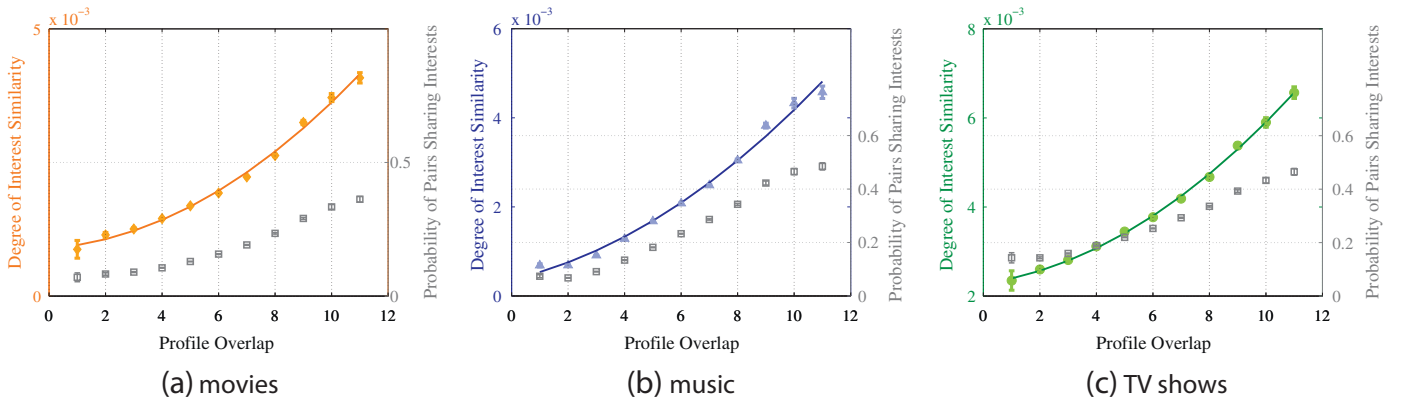 x 10⁻³
5
0
Degree of Interest Similarity
0.5
0
Probability of Pairs Sharing Interests
0 2 4 6 8 10 12
Profile Overlap
(a) movies
x 10⁻³
6
4
2
0
Degree of Interest Similarity
0.6
0.4
0.2
0
Probability of Pairs Sharing Interests
0 2 4 6 8 10 12
Profile Overlap
(b) music
x 10⁻³
8
6
4
2
Degree of Interest Similarity
0.6
0.4
0.2
0
Probability of Pairs Sharing Interests
0 2 4 6 8 10 12
Profile Overlap
(c) TV shows